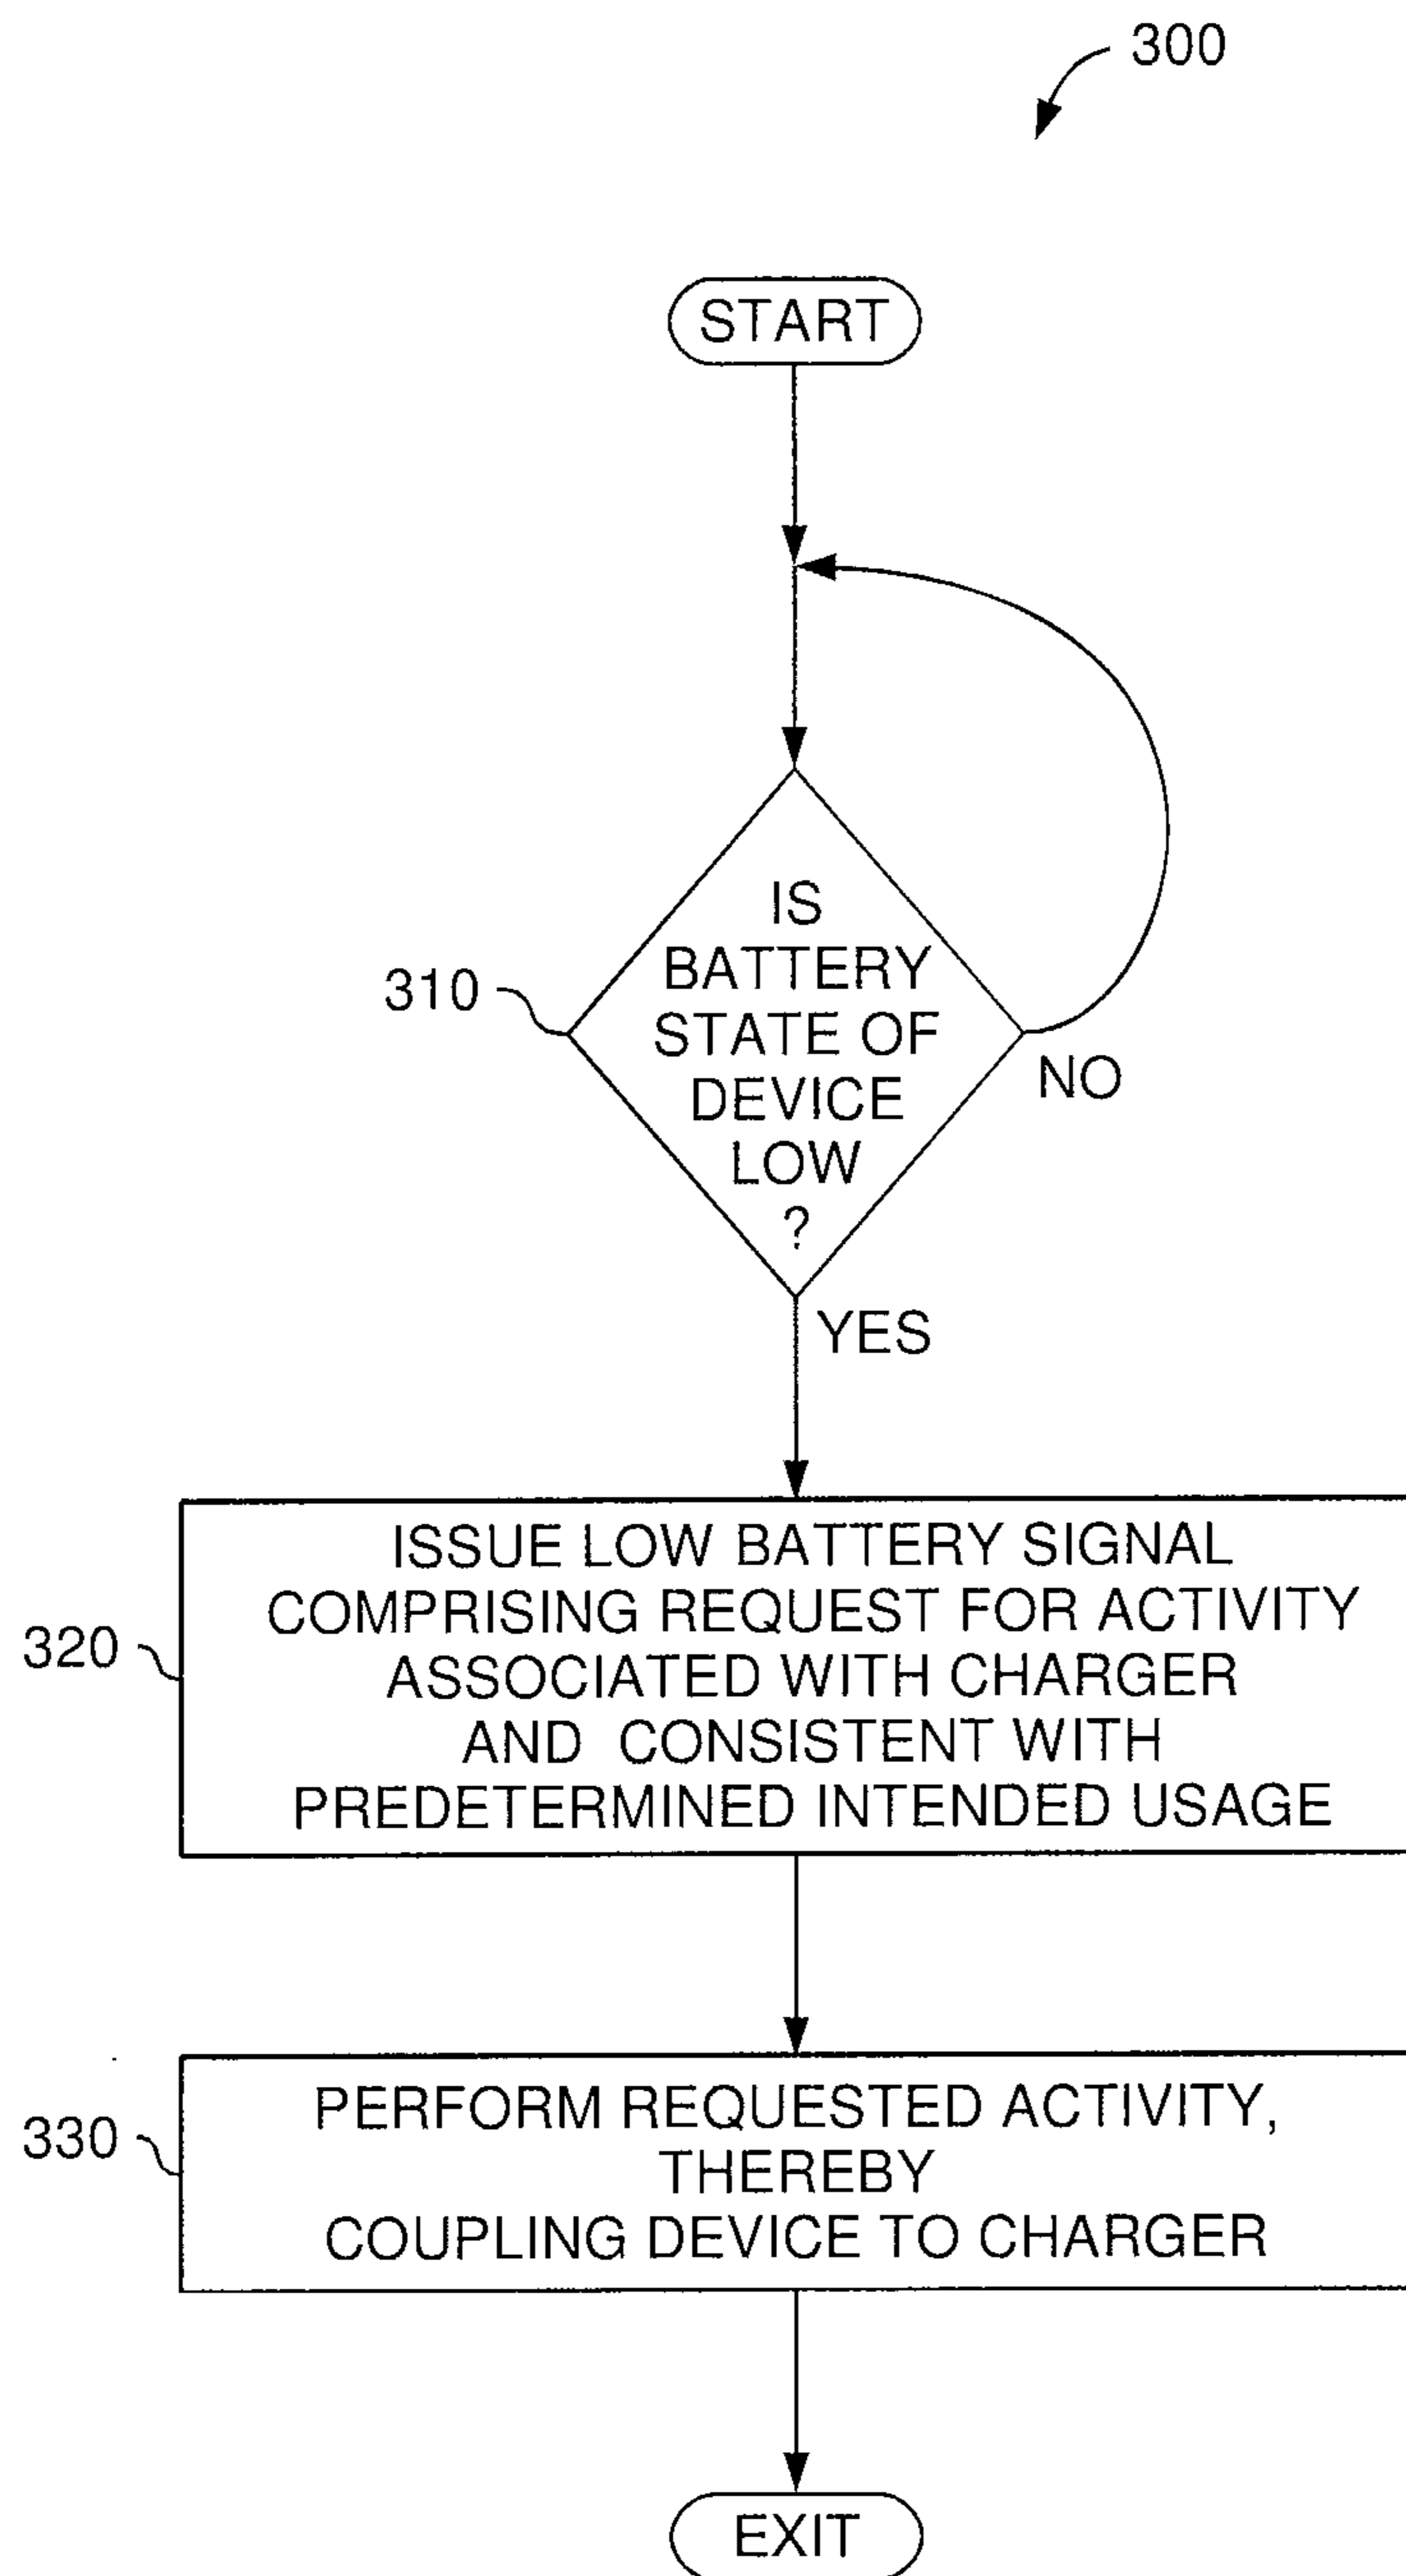 300
START
IS
BATTERY
STATE OF
DEVICE
LOW
?
310
NO
YES
ISSUE LOW BATTERY SIGNAL
COMPRISING REQUEST FOR ACTIVITY
ASSOCIATED WITH CHARGER
AND CONSISTENT WITH
PREDETERMINED INTENDED USAGE
320
PERFORM REQUESTED ACTIVITY,
THEREBY
COUPLING DEVICE TO CHARGER
330
EXIT